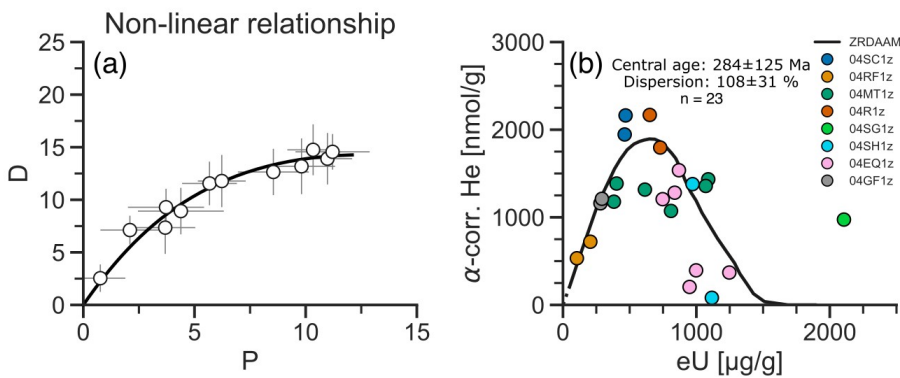 Non-linear relationship
(a)
25
20
15
10
5
0
D
0
5
10
15
P
(b)
Central age: 284±125 Ma
Dispersion: 108±31 %
n = 23
3000
2000
1000
0
α-corr. He [nmol/g]
0
1000
2000
eU [µg/g]
ZRDAAM
04SC1z
04RF1z
04MT1z
04R1z
04SG1z
04SH1z
04EQ1z
04GF1z